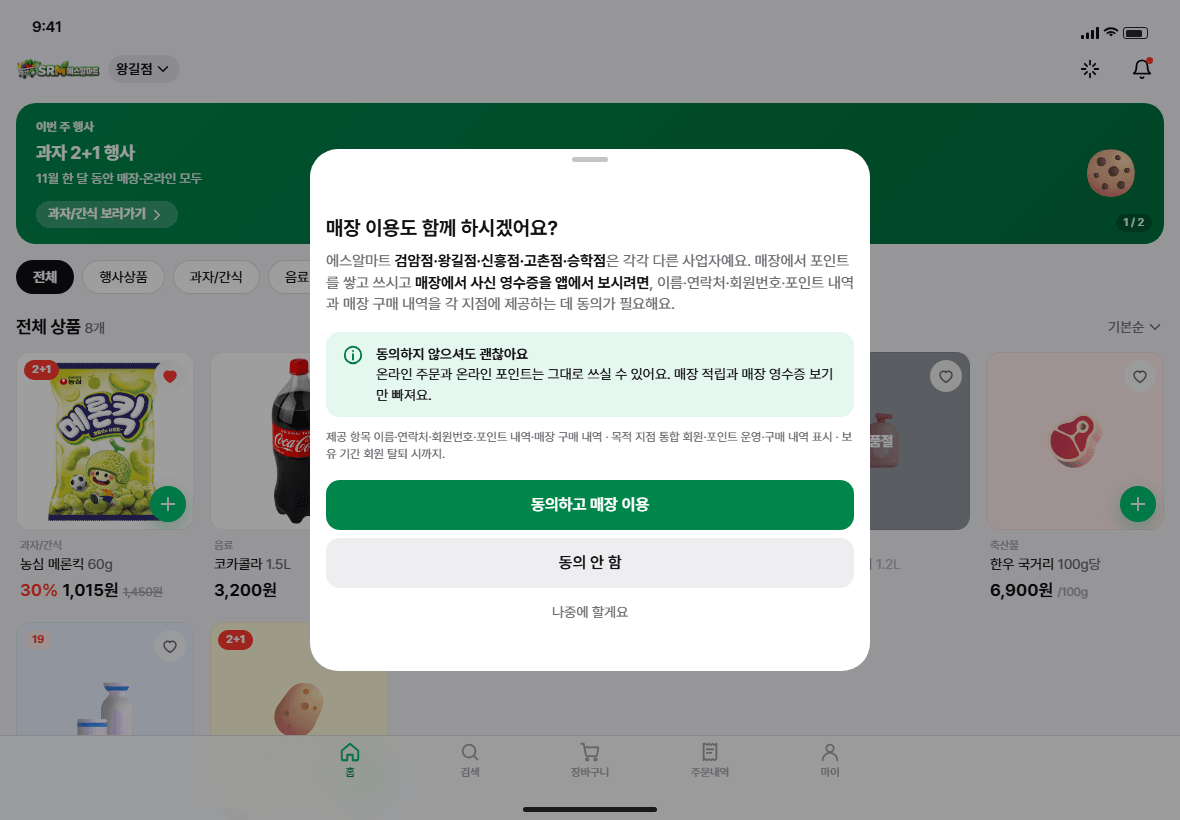 9:41
SRM에스알마트
왕길점
이번 주 행사
과자 2+1 행사
11월 한 달 동안 매장·온라인 모두
과자/간식 보러가기
1 / 2
전체
행사상품
과자/간식
음료
전체 상품 8개
기본순
매장 이용도 함께 하시겠어요?
에스알마트 검암점·왕길점·신흥점·고촌점·승학점은 각각 다른 사업자예요. 매장에서 포인트
를 쌓고 쓰시고 매장에서 사신 영수증을 앱에서 보시려면, 이름·연락처·회원번호·포인트 내역
과 매장 구매 내역을 각 지점에 제공하는 데 동의가 필요해요.
동의하지 않으셔도 괜찮아요
온라인 주문과 온라인 포인트는 그대로 쓰실 수 있어요. 매장 적립과 매장 영수증 보기
만 빠져요.
제공 항목 이름·연락처·회원번호·포인트 내역·매장 구매 내역 · 목적 지점 통합 회원·포인트 운영·구매 내역 표시 · 보
유 기간 회원 탈퇴 시까지.
동의하고 매장 이용
동의 안 함
나중에 할게요
2+1
농심
메론킥
Coca-Cola
품절
과자/간식
농심 메론킥 60g
30% 1,015원 1,450원
음료
코카콜라 1.5L
3,200원
1.2L
축산물
한우 국거리 100g당
6,900원 /100g
19
2+1
홈
검색
장바구니
주문내역
마이